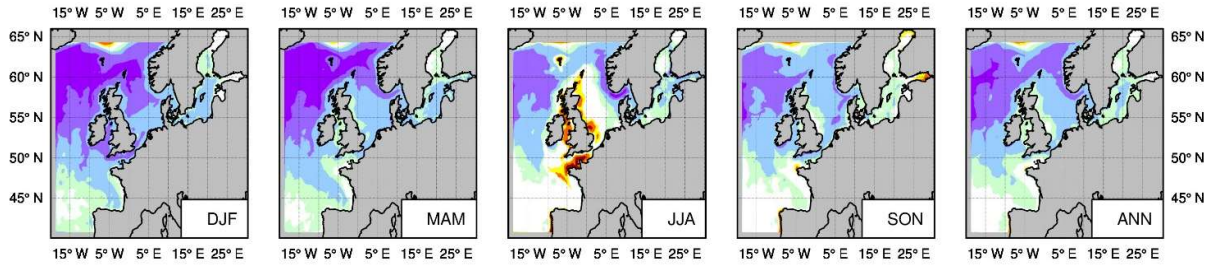 15° W 5° W 5° E 15° E 25° E 15° W 5° W 5° E 15° E 25° E 15° W 5° W 5° E 15° E 25° E 15° W 5° W 5° E 15° E 25° E 15° W 5° W 5° E 15° E 25° E
65° N 65° N
60° N 60° N
55° N 55° N
50° N 50° N
45° N 45° N
DJF MAM JJA SON ANN
15° W 5° W 5° E 15° E 25° E 15° W 5° W 5° E 15° E 25° E 15° W 5° W 5° E 15° E 25° E 15° W 5° W 5° E 15° E 25° E 15° W 5° W 5° E 15° E 25° E